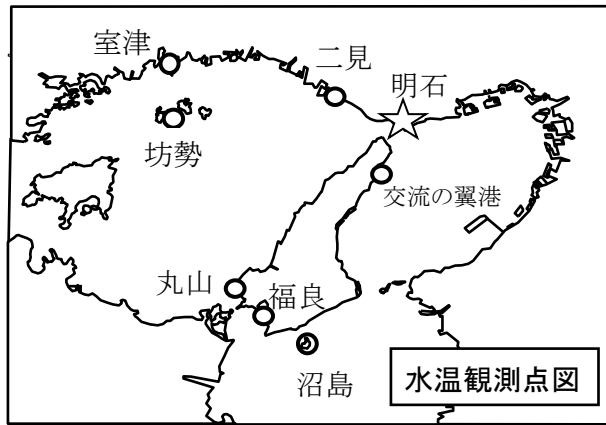 室津
二見
明石
坊勢
交流の翼港
丸山
福良
沼島
水温観測点図